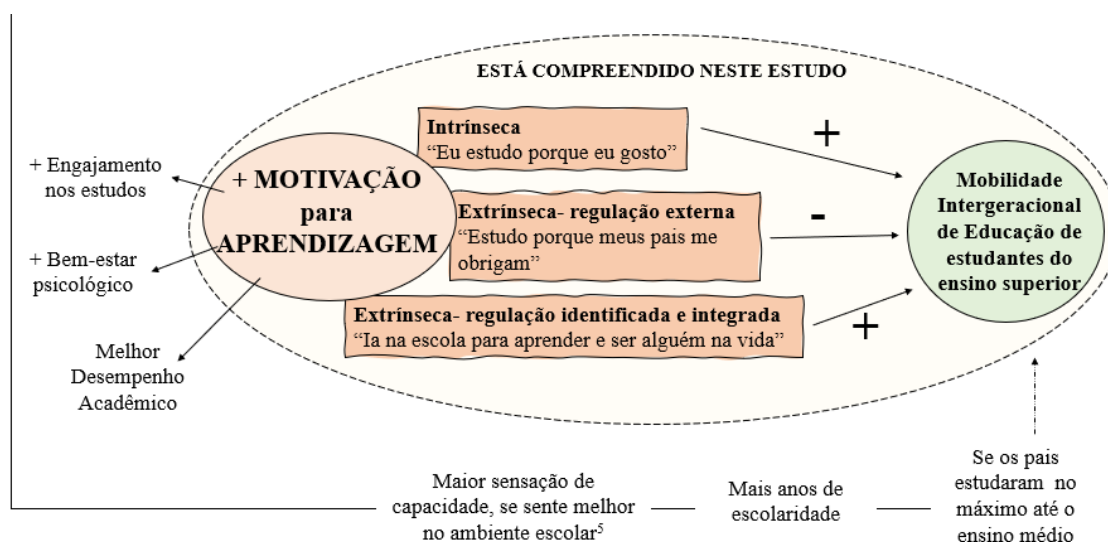 ESTÁ COMPREENDIDO NESTE ESTUDO
+ Engajamento
nos estudos
+ Bem-estar
psicológico
Melhor
Desempenho
Acadêmico
+ MOTIVAÇÃO
para
APRENDIZAGEM
Intrínseca
“Eu estudo porque eu gosto”
Extrínseca- regulação externa
“Estudo porque meus pais me
obrigam”
Extrínseca- regulação identificada e integrada
“Ia na escola para aprender e ser alguém na vida”
+
-
+
Mobilidade
Intergeracional
de Educação de
estudantes do
ensino superior
Maior sensação de
capacidade, se sente melhor
no ambiente escolar⁵
Mais anos de
escolaridade
Se os pais
estudaram no
máximo até o
ensino médio